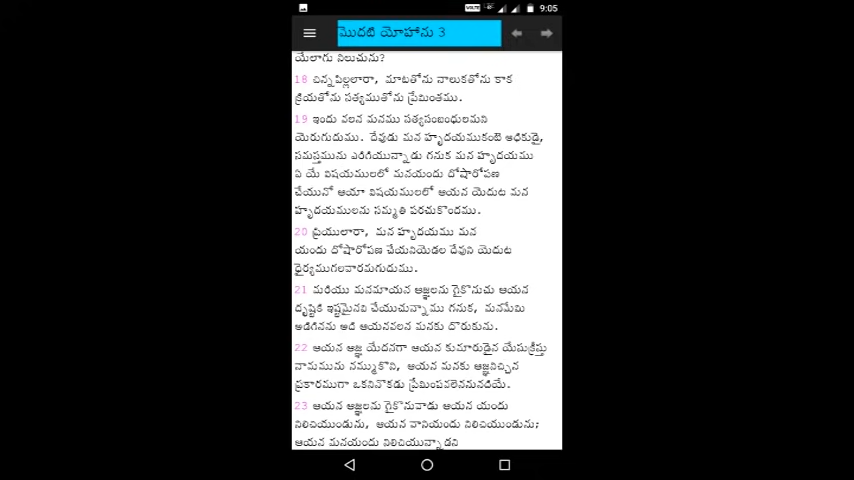 VOLTE 9:05
మొదటి యోహాను 3
యేలాగు నిలుచును?
18 చిన్న పిల్లలారా, మాటతోను నాలుకతోను కాక
క్రియతోను సత్యముతోను ప్రేమింతము.
19 ఇందు వలన మనము సత్యసంబంధులమని
యెరుగుదుము. దేవుడు మన హృదయముకంటె అధికుడై,
సమస్తమును ఎరిగియున్నాడు గనుక మన హృదయము
ఏ యే విషయములలో మనయందు దోషారోపణ
చేయునో ఆయా విషయములలో ఆయన యెదుట మన
హృదయములను సమ్మతి పరచుకొందము.
20 ప్రియులారా, మన హృదయము మన
యందు దోషారోపణ చేయనియెడల దేవుని యెదుట
ధైర్యముగలవారమగుదుము.
21 మరియు మనమాయన ఆజ్ఞలను గైకొనుచు ఆయన
దృష్టికి ఇష్టమైనవి చేయుచున్నాము గనుక, మనమేమి
అడిగినను అది ఆయనవలన మనకు దొరుకును.
22 ఆయన ఆజ్ఞ యేదనగా ఆయన కుమారుడైన యేసుక్రీస్తు
నామమును నమ్ముకొని, ఆయన మనకు ఆజ్ఞనిచ్చిన
ప్రకారముగా ఒకనినొకడు ప్రేమింపవలెననునదియే.
23 ఆయన ఆజ్ఞలను గైకొనువాడు ఆయన యందు
నిలిచియుండును, ఆయన వానియందు నిలిచియుండును;
ఆయన మనయందు నిలిచియున్నాడని